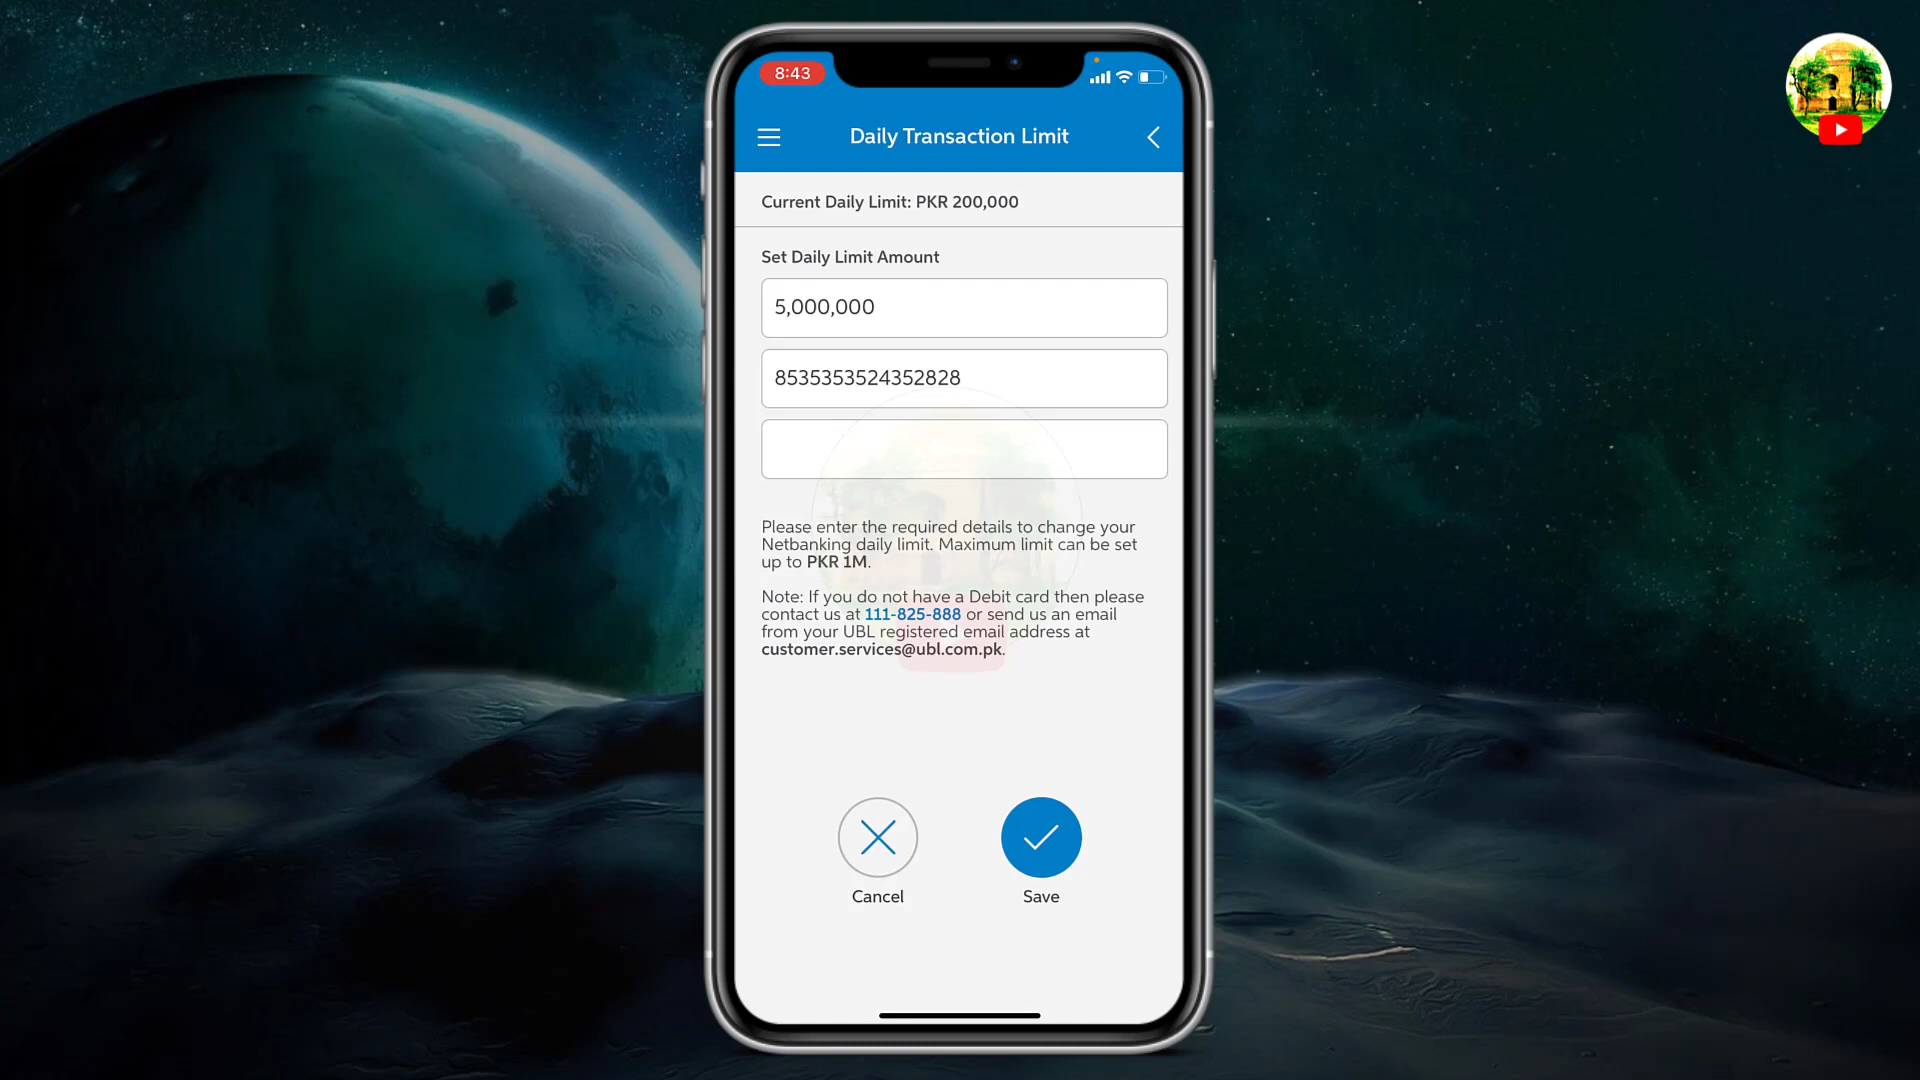 8:43
Daily Transaction Limit
Current Daily Limit: PKR 200,000
Set Daily Limit Amount
5,000,000
8535353524352828
Please enter the required details to change your
Netbanking daily limit. Maximum limit can be set
up to PKR 1M.
Note: If you do not have a Debit card then please
contact us at 111-825-888 or send us an email
from your UBL registered email address at
customer.services@ubl.com.pk.
Cancel
Save